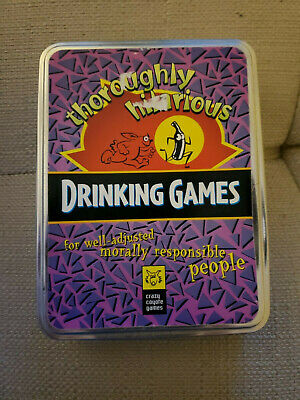 thoroughly
hilarious
DRINKING GAMES
for well adjusted
morally responsible
people
crazy
coyote
games